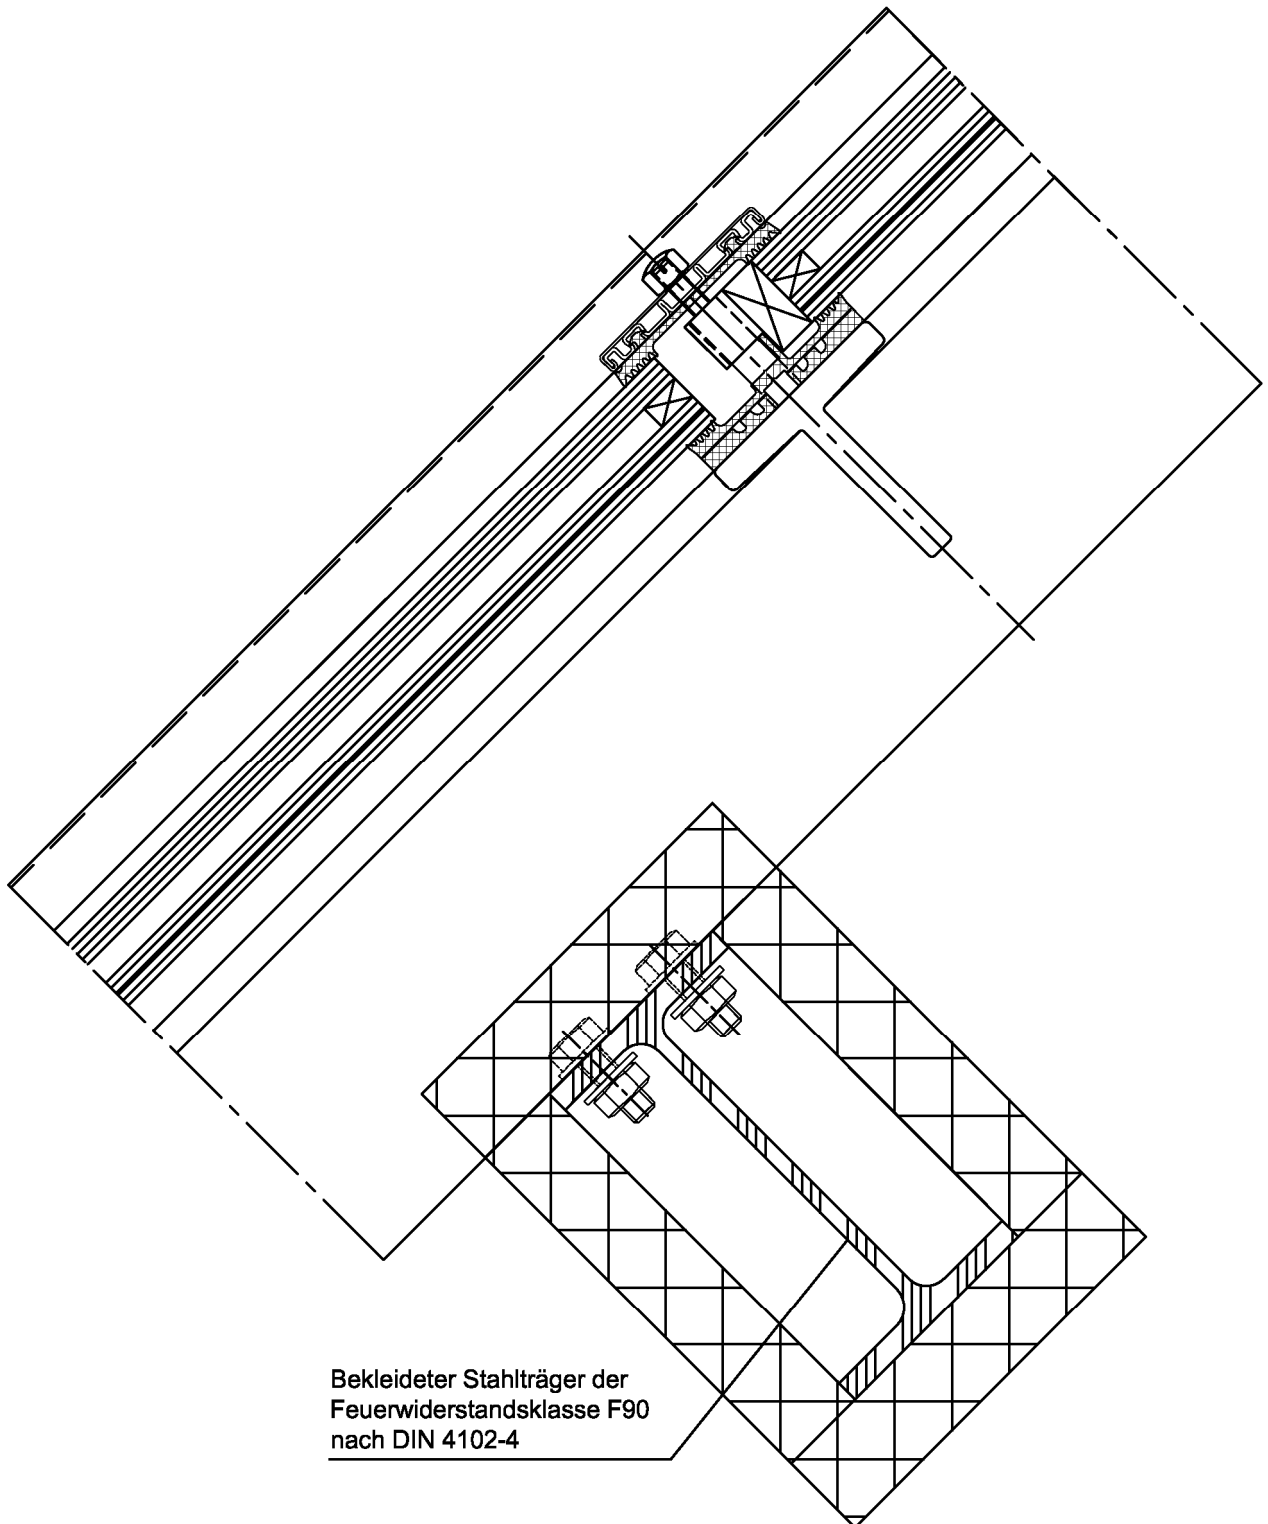 Bekleideter Stahlträger der
Feuerwiderstandsklasse F90
nach DIN 4102-4